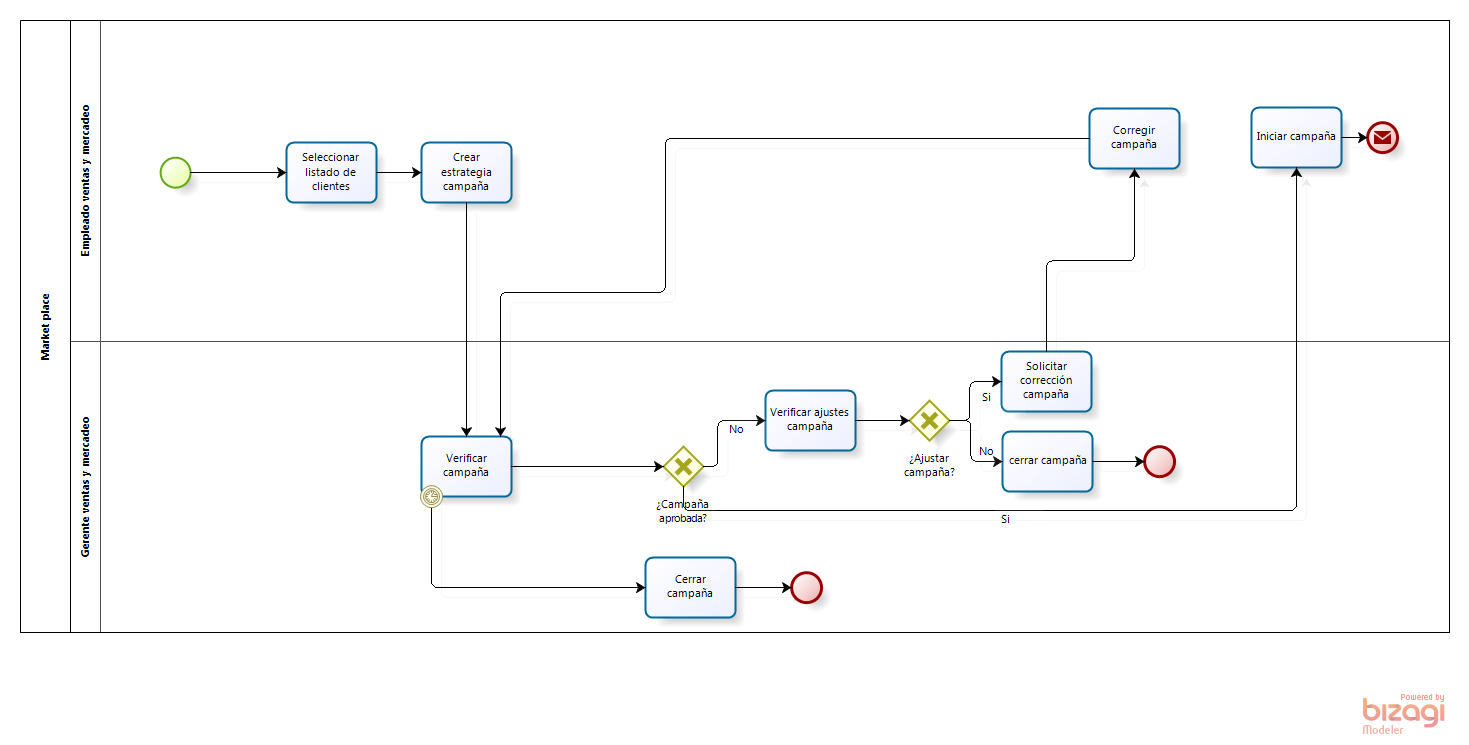 Market place
Empleado ventas y mercadeo
Seleccionar
listado de
clientes
Crear
estrategia
campaña
Corregir
campaña
Iniciar campaña
Gerente ventas y mercadeo
Verificar
campaña
¿Campaña
aprobada?
No
Si
Verificar ajustes
campaña
¿Ajustar
campaña?
Si
No
Solicitar
corrección
campaña
cerrar campaña
Cerrar
campaña
Powered by
bizagi
Modeler